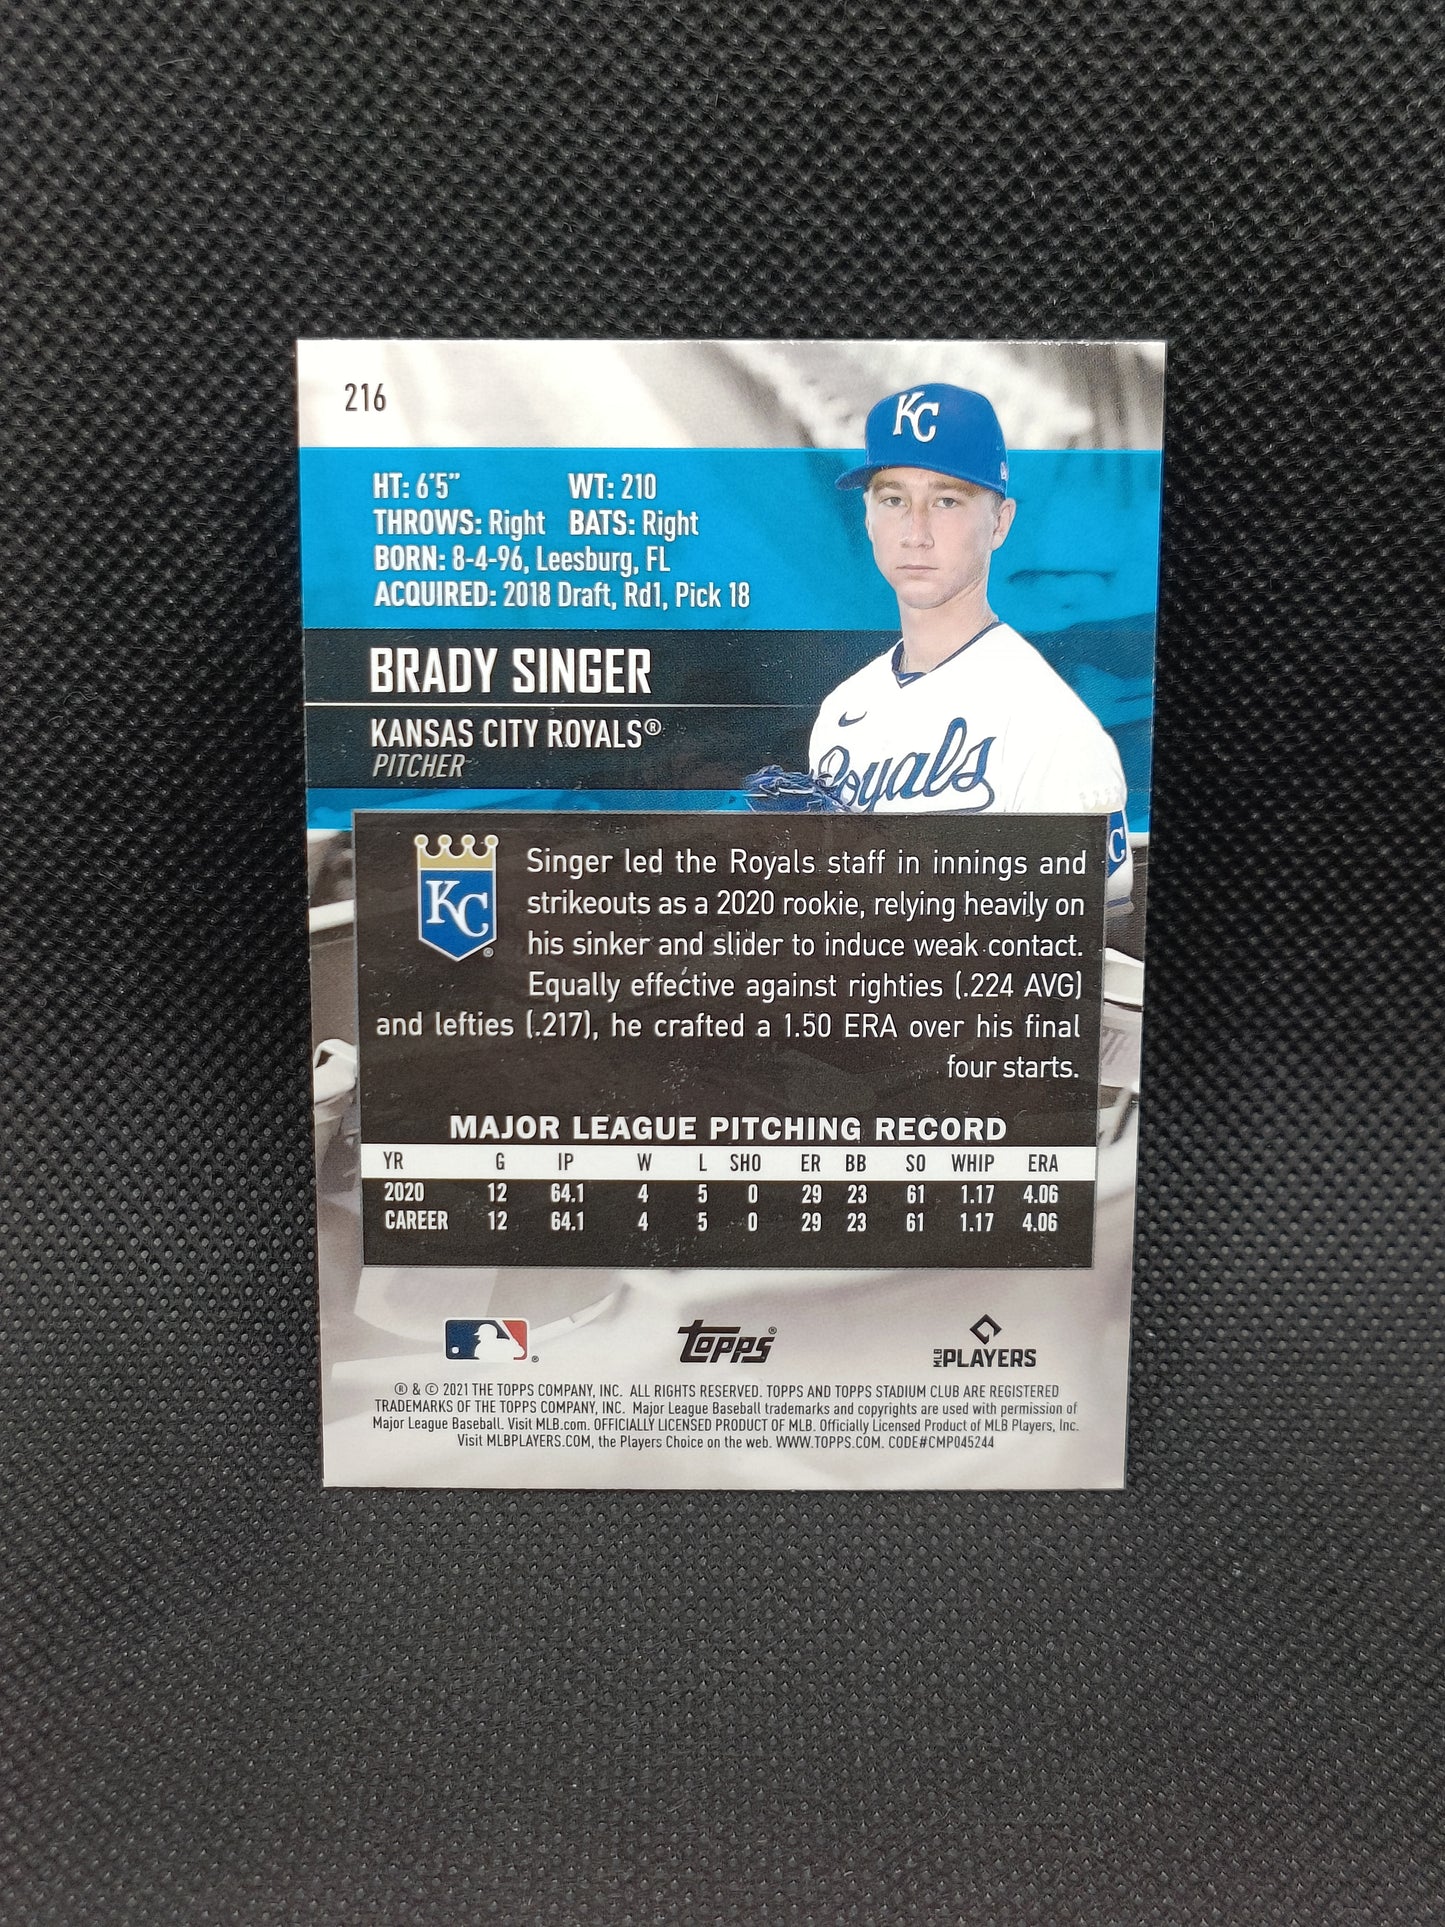 216
KC
HT: 6'5" WT: 210
THROWS: Right BATS: Right
BORN: 8-4-96, Leesburg, FL
ACQUIRED: 2018 Draft, Rd1, Pick 18
BRADY SINGER
KANSAS CITY ROYALS®
PITCHER
Royals
KC
KC®
Singer led the Royals staff in innings and
strikeouts as a 2020 rookie, relying heavily on
his sinker and slider to induce weak contact.
Equally effective against righties (.224 AVG)
and lefties (.217), he crafted a 1.50 ERA over his final
four starts.
MAJOR LEAGUE PITCHING RECORD
YR G IP W L SHO ER BB SO WHIP ERA
2020 12 64.1 4 5 0 29 23 61 1.17 4.06
CAREER 12 64.1 4 5 0 29 23 61 1.17 4.06
®
topps®
MLB PLAYERS
® & © 2021 THE TOPPS COMPANY, INC. ALL RIGHTS RESERVED. TOPPS AND TOPPS STADIUM CLUB ARE REGISTERED
TRADEMARKS OF THE TOPPS COMPANY, INC. Major League Baseball trademarks and copyrights are used with permission of
Major League Baseball. Visit MLB.com. OFFICIALLY LICENSED PRODUCT OF MLB. Officially Licensed Product of MLB Players, Inc.
Visit MLBPLAYERS.COM, the Players Choice on the web. WWW.TOPPS.COM. CODE#CMP045244